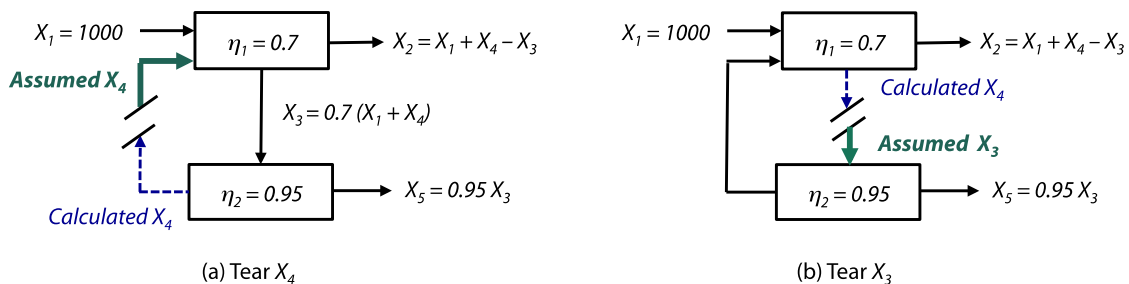 X₁ = 1000
η₁ = 0.7
X₂ = X₁ + X₄ – X₃
Assumed X₄
X₃ = 0.7 (X₁ + X₄)
η₂ = 0.95
X₅ = 0.95 X₃
Calculated X₄
(a) Tear X₄
X₁ = 1000
η₁ = 0.7
X₂ = X₁ + X₄ – X₃
Calculated X₄
Assumed X₃
η₂ = 0.95
X₅ = 0.95 X₃
(b) Tear X₃